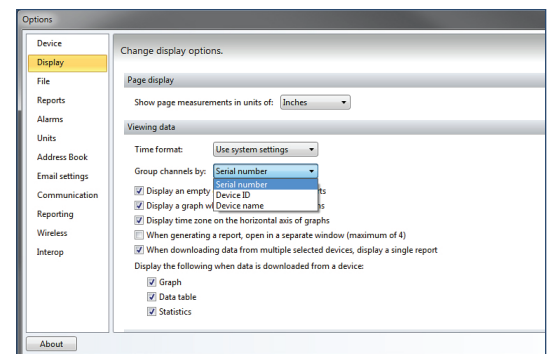 Options
Device
Display
File
Reports
Alarms
Units
Address Book
Email settings
Communication
Reporting
Wireless
Interop
About
Change display options.
Page display
Show page measurements in units of: Inches
Viewing data
Time format: Use system settings
Group channels by: Serial number
Serial number
Device ID
Device name
Display an empty
Display a graph
Display time zone on the horizontal axis of graphs
When generating a report, open in a separate window (maximum of 4)
When downloading data from multiple selected devices, display a single report
Display the following when data is downloaded from a device:
Graph
Data table
Statistics